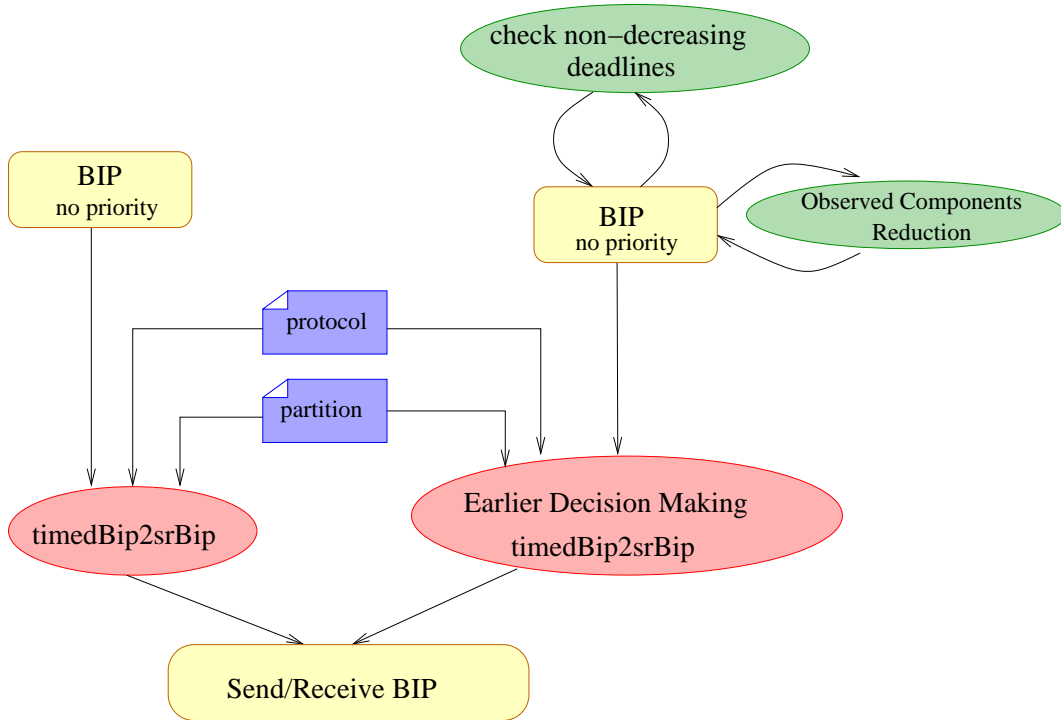 check non−decreasing
deadlines
BIP
no priority
BIP
no priority
Observed Components
Reduction
protocol
partition
Earlier Decision Making
timedBip2srBip
timedBip2srBip
Send/Receive BIP